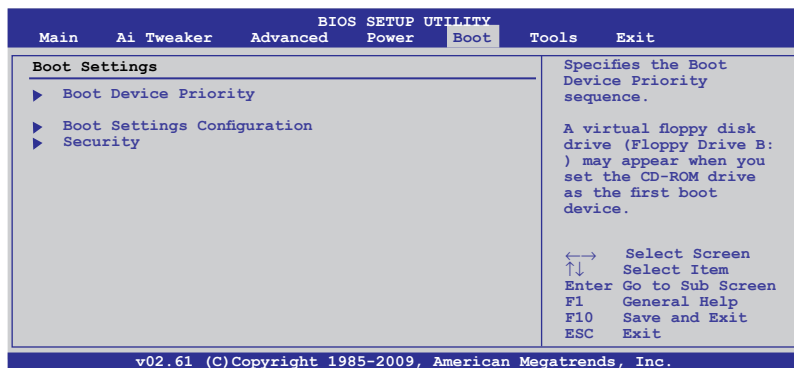 BIOS SETUP UTILITY
Main Ai Tweaker Advanced Power Boot Tools Exit
Boot Settings
Boot Device Priority
Boot Settings Configuration
Security
Specifies the Boot
Device Priority
sequence.
A virtual floppy disk
drive (Floppy Drive B:
) may appear when you
set the CD-ROM drive
as the first boot
device.
←→ Select Screen
↑↓ Select Item
Enter Go to Sub Screen
F1 General Help
F10 Save and Exit
ESC Exit
v02.61 (C)Copyright 1985-2009, American Megatrends, Inc.